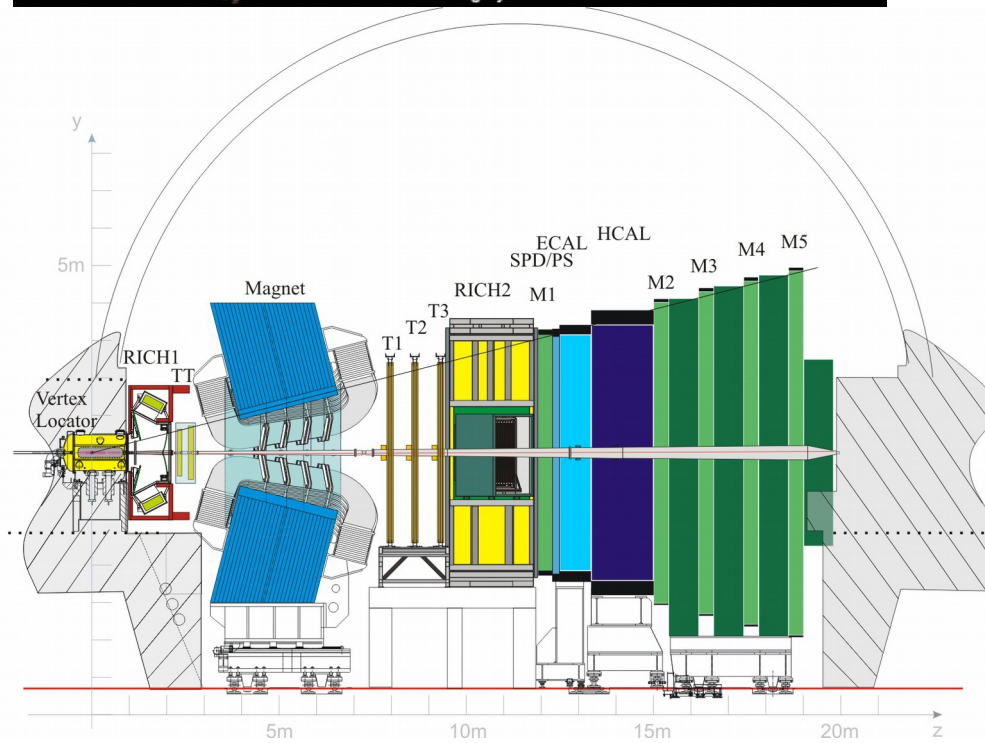 y
5m
Magnet
RICH1
TT
Vertex
Locator
T1
T2
T3
RICH2
SPD/PS
ECAL
HCAL
M1
M2
M3
M4
M5
5m
10m
15m
20m
z